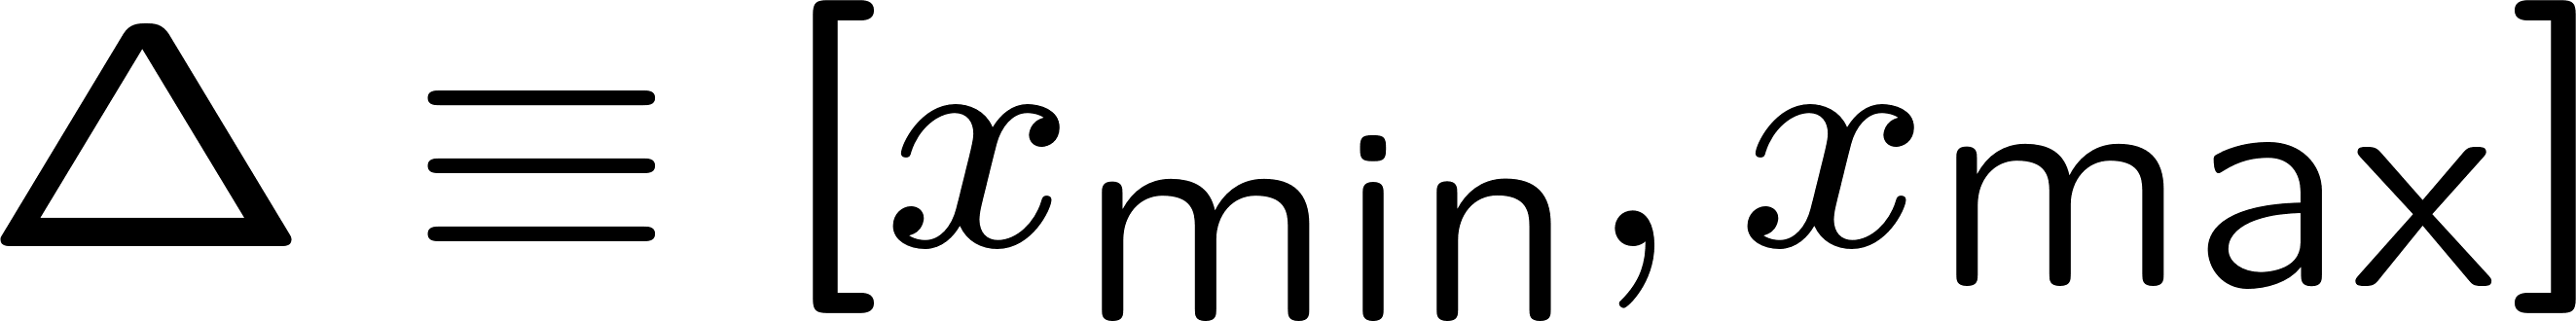 Δ ≡ [x_min, x_max]